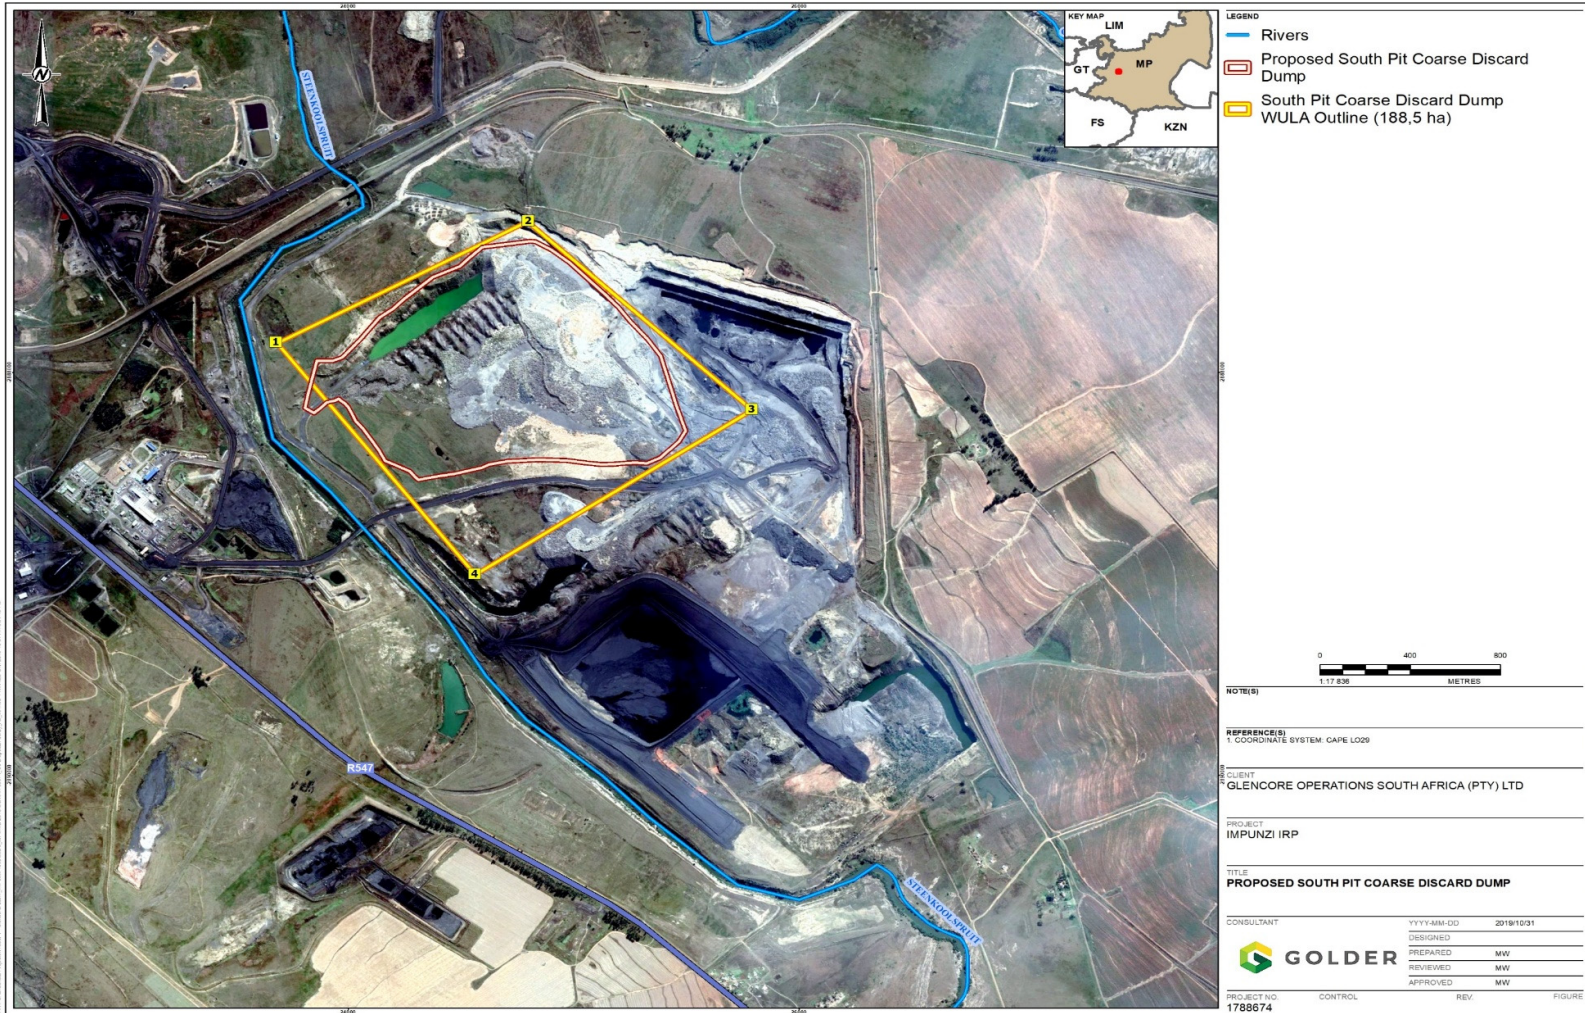 KEY MAP
LIM
GT
MP
FS
KZN
STEENKOOLSPRUIT
1
2
3
4
R547
STEENKOOLSPRUIT
LEGEND
Rivers
Proposed South Pit Coarse Discard
Dump
South Pit Coarse Discard Dump
WULA Outline (188,5 ha)
0 400 800
1:17 836 METRES
NOTE(S)
REFERENCE(S)
1. COORDINATE SYSTEM: CAPE LO29
CLIENT
GLENCORE OPERATIONS SOUTH AFRICA (PTY) LTD
PROJECT
IMPUNZI IRP
TITLE
PROPOSED SOUTH PIT COARSE DISCARD DUMP
CONSULTANT
GOLDER
YYYY-MM-DD 2019/10/31
DESIGNED
PREPARED MW
REVIEWED MW
APPROVED MW
PROJECT NO. CONTROL REV. FIGURE
1788674